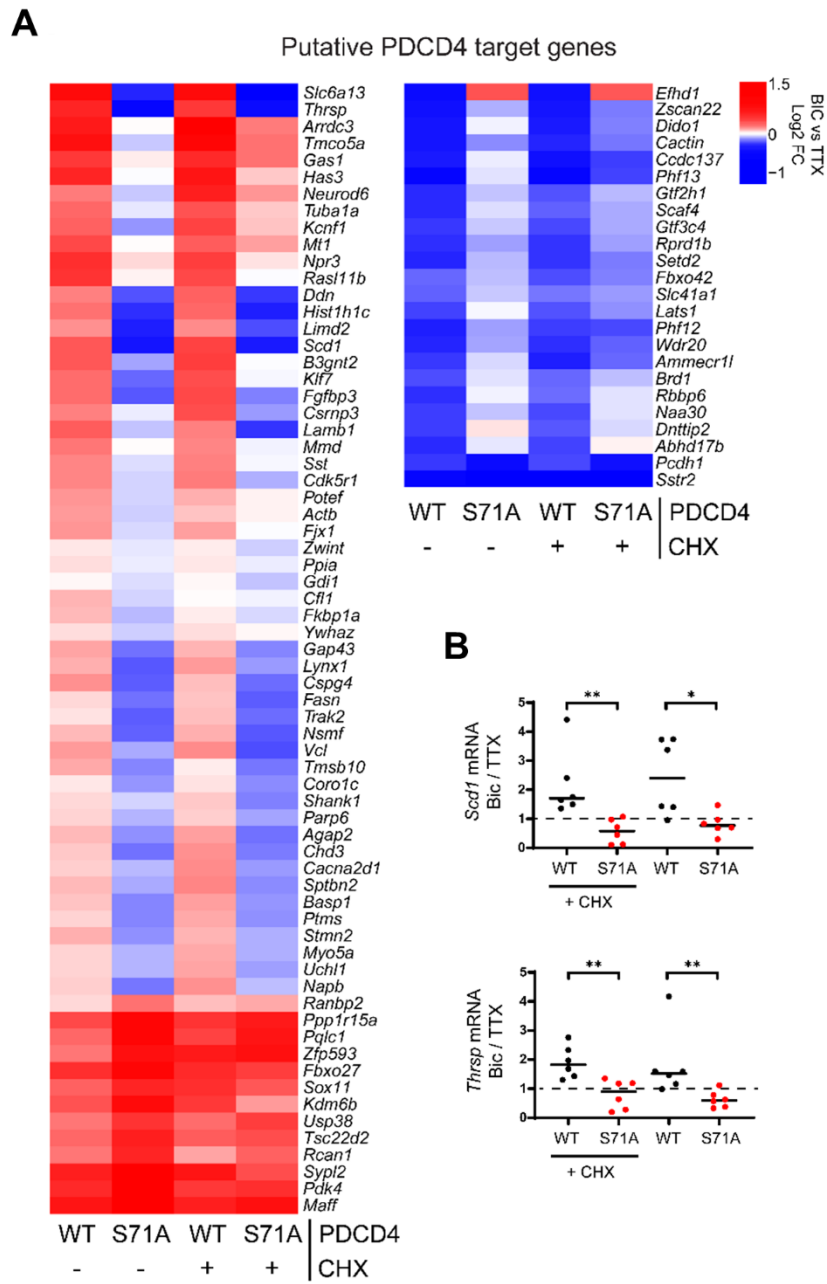 A
Putative PDCD4 target genes
Slc6a13
Thrsp
Arrdc3
Tmco5a
Gas1
Has3
Neurod6
Tuba1a
Kcnf1
Mt1
Npr3
Rasl11b
Ddn
Hist1h1c
Limd2
Scd1
B3gnt2
Klf7
Fgfbp3
Csrnp3
Lamb1
Mmd
Sst
Cdk5r1
Potef
Actb
Fjx1
Zwint
Ppia
Gdi1
Cfl1
Fkbp1a
Ywhaz
Gap43
Lynx1
Cspg4
Fasn
Trak2
Nsmf
Vcl
Tmsb10
Coro1c
Shank1
Parp6
Agap2
Chd3
Cacna2d1
Sptbn2
Basp1
Ptms
Stmn2
Myo5a
Uchl1
Napb
Ranbp2
Ppp1r15a
Pqlc1
Zfp593
Fbxo27
Sox11
Kdm6b
Usp38
Tsc22d2
Rcan1
Sypl2
Pdk4
Maff
WT S71A WT S71A PDCD4
- - + + CHX
Efhd1
Zscan22
Dido1
Cactin
Ccdc137
Phf13
Gtf2h1
Scaf4
Gtf3c4
Rprd1b
Setd2
Fbxo42
Slc41a1
Lats1
Phf12
Wdr20
Ammecr1l
Brd1
Rbbp6
Naa30
Dnttip2
Abhd17b
Pcdh1
Sstr2
WT S71A WT S71A PDCD4
- - + + CHX
1.5
0
−1
BIC vs TTX
Log2 FC
B
Scd1 mRNA
Bic / TTX
5
4
3
2
1
0
** *
WT S71A WT S71A
+ CHX
Thrsp mRNA
Bic / TTX
5
4
3
2
1
0
** **
WT S71A WT S71A
+ CHX